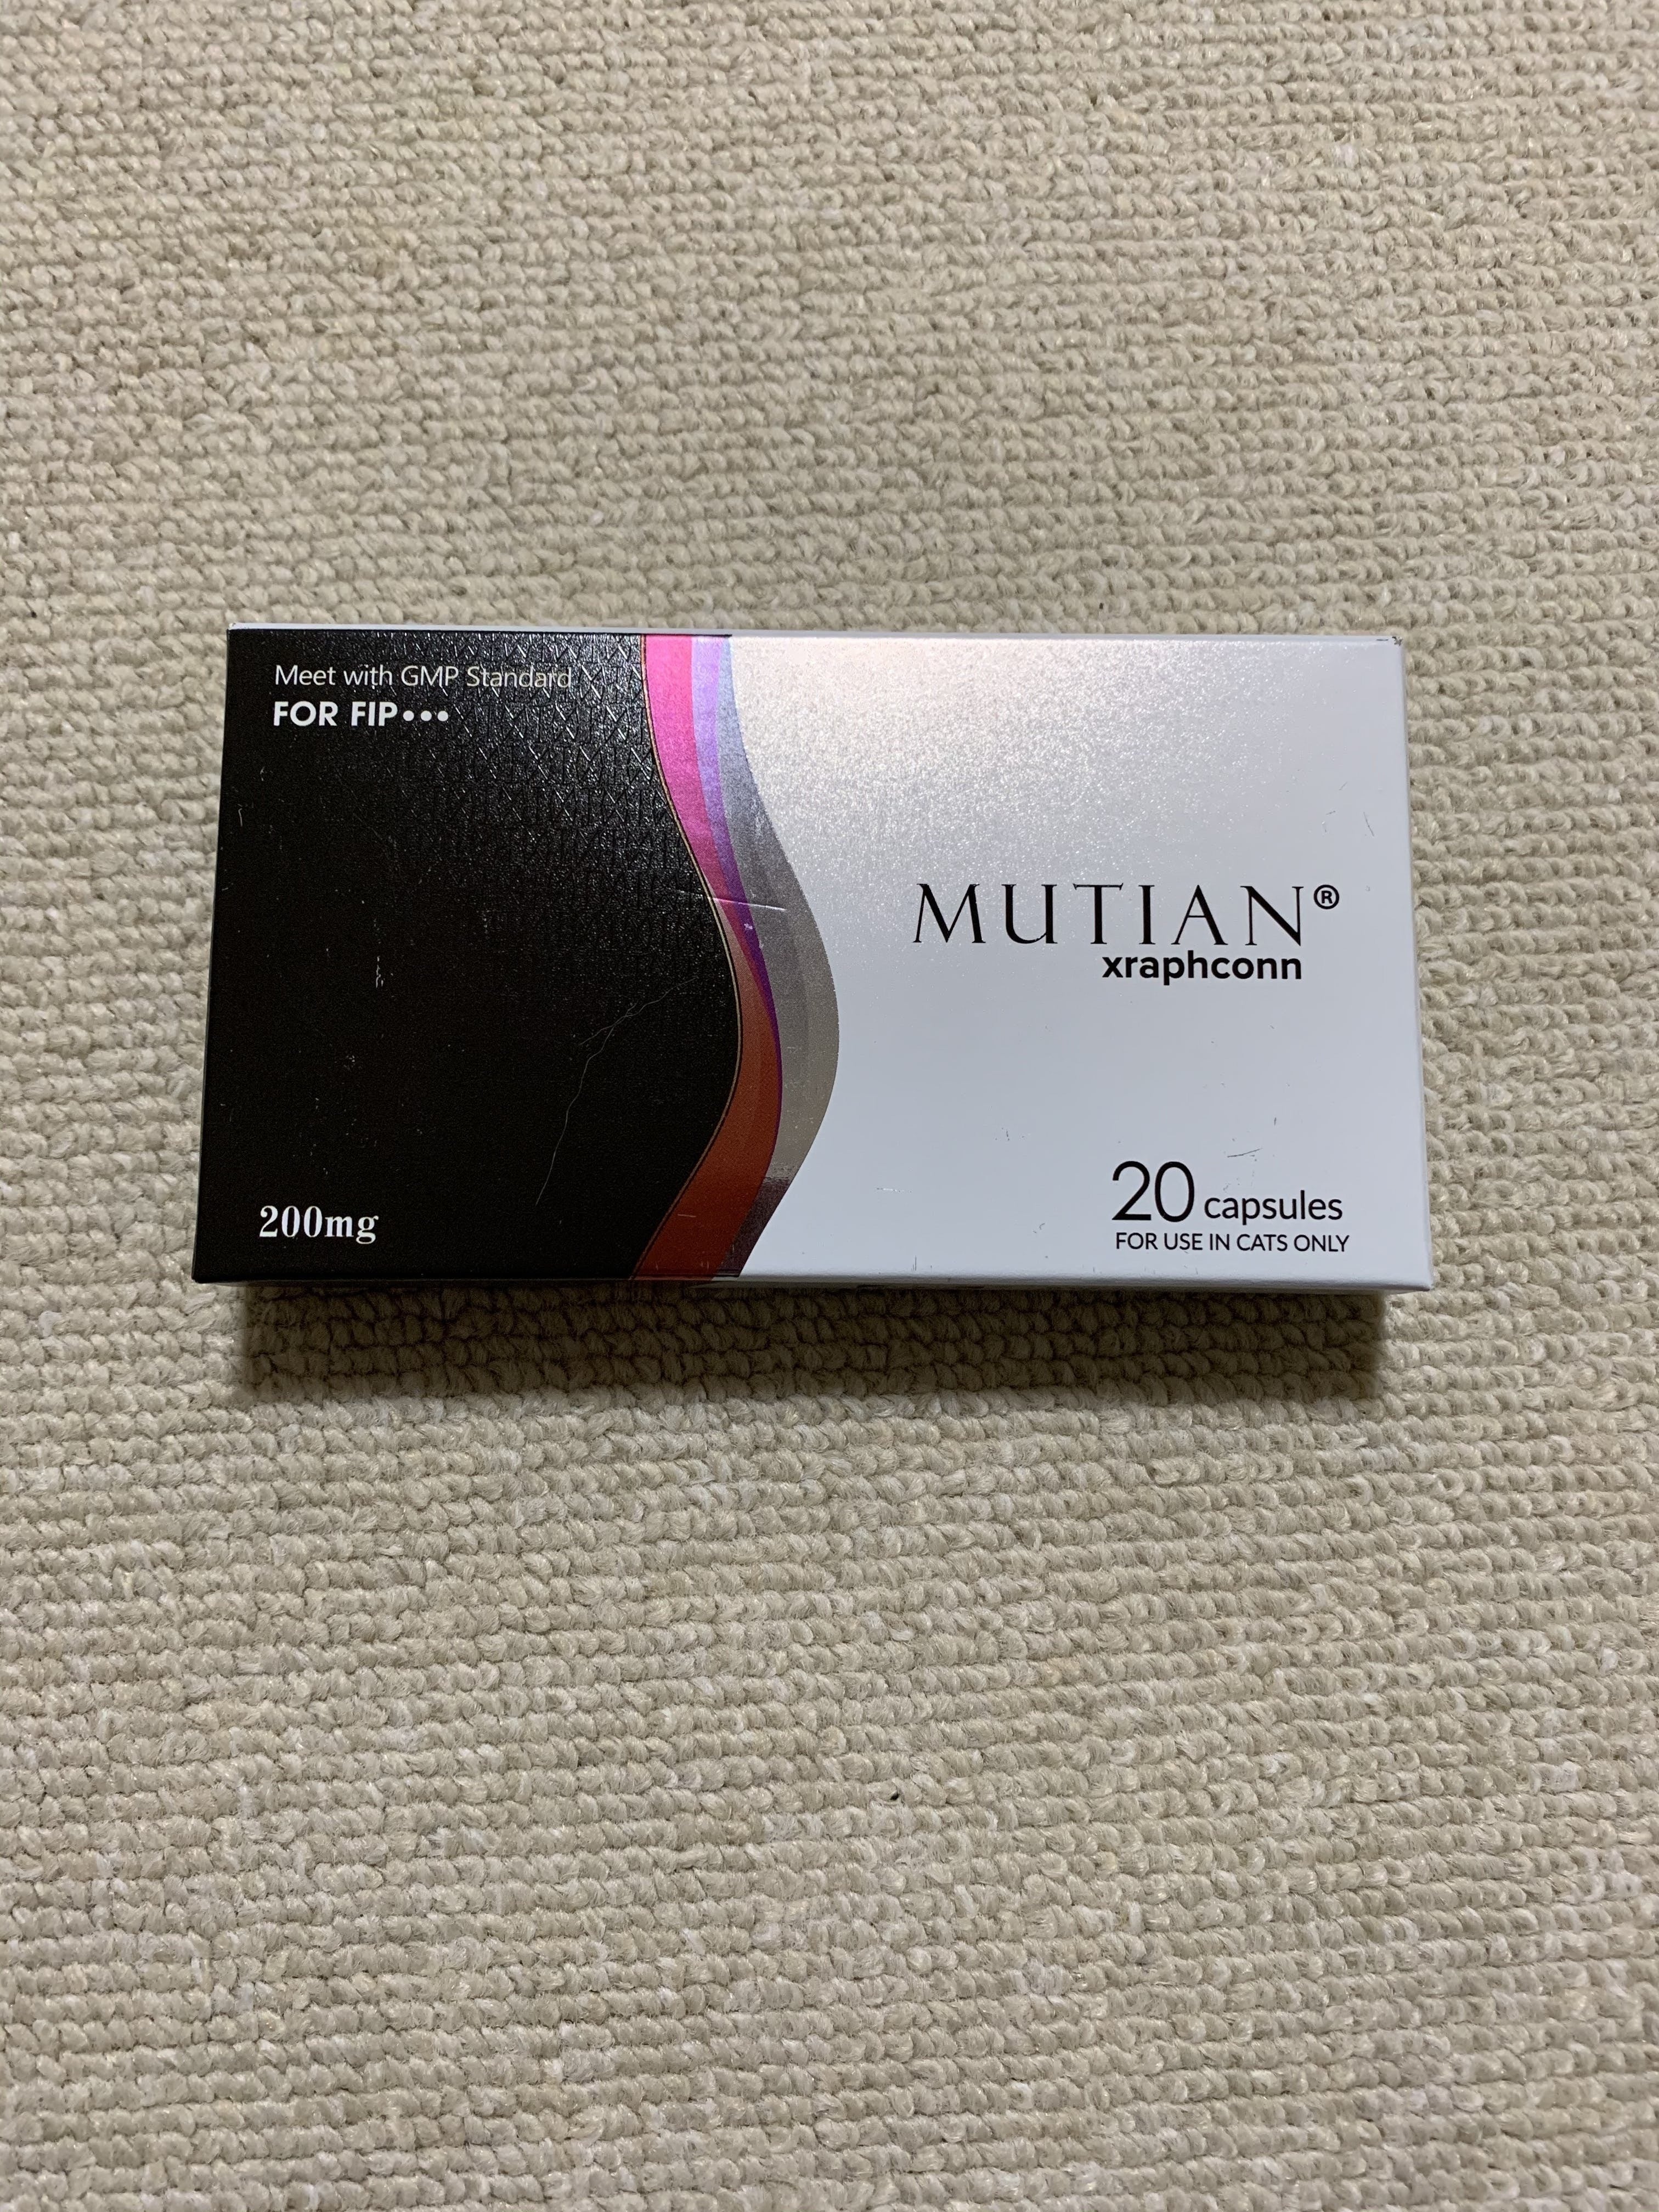 Meet with GMP Standard
FOR FIP•••
MUTIAN®
xraphconn
200mg
20 capsules
FOR USE IN CATS ONLY